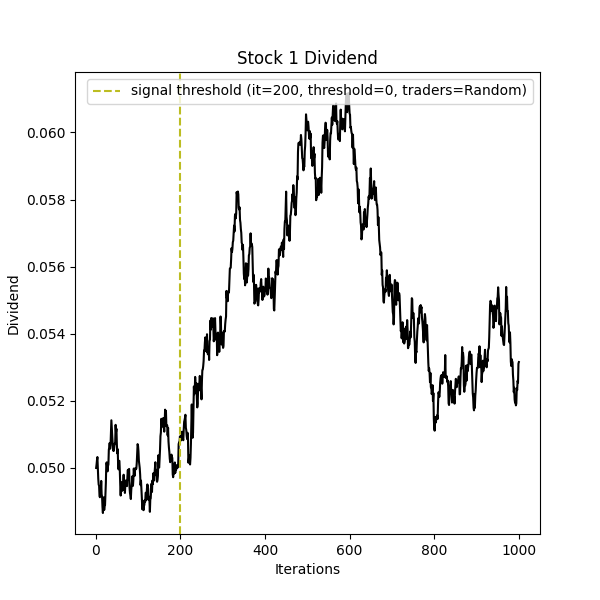 Stock 1 Dividend
signal threshold (it=200, threshold=0, traders=Random)
0.060
0.058
0.056
0.054
0.052
0.050
Dividend
0 200 400 600 800 1000
Iterations